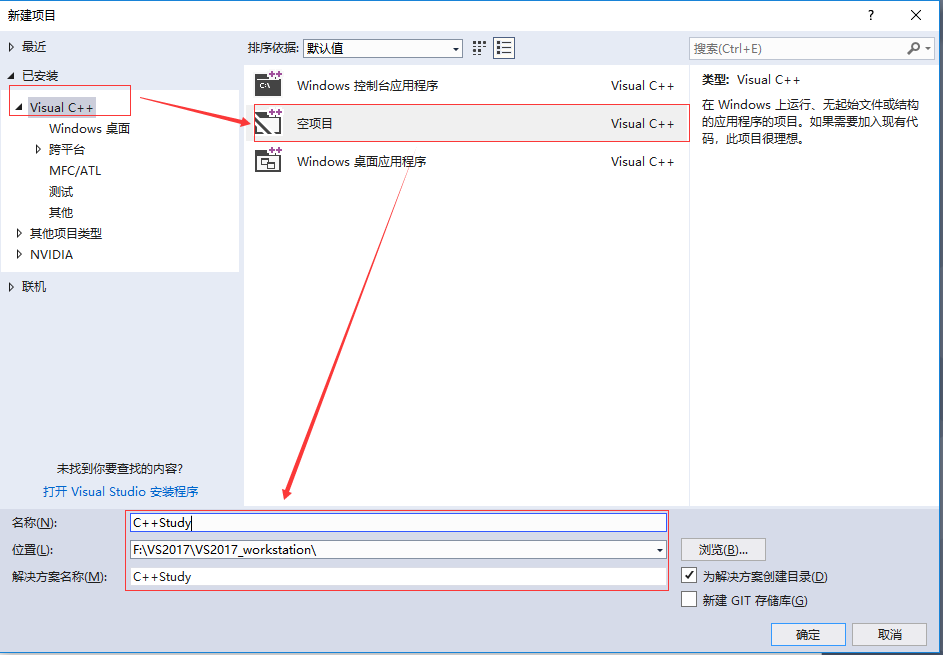 新建项目
?
最近
已安装
Visual C++
Windows 桌面
跨平台
MFC/ATL
测试
其他
其他项目类型
NVIDIA
联机
未找到你要查找的内容?
打开 Visual Studio 安装程序
排序依据: 默认值
搜索(Ctrl+E)
C:\
Windows 控制台应用程序 Visual C++
空项目 Visual C++
Windows 桌面应用程序 Visual C++
类型: Visual C++
在 Windows 上运行、无起始文件或结构
的应用程序的项目。如果需要加入现有代
码，此项目很理想。
名称(N): C++Study
位置(L): F:\VS2017\VS2017_workstation\ 浏览(B)...
解决方案名称(M): C++Study 为解决方案创建目录(D)
新建 GIT 存储库(G)
确定 取消